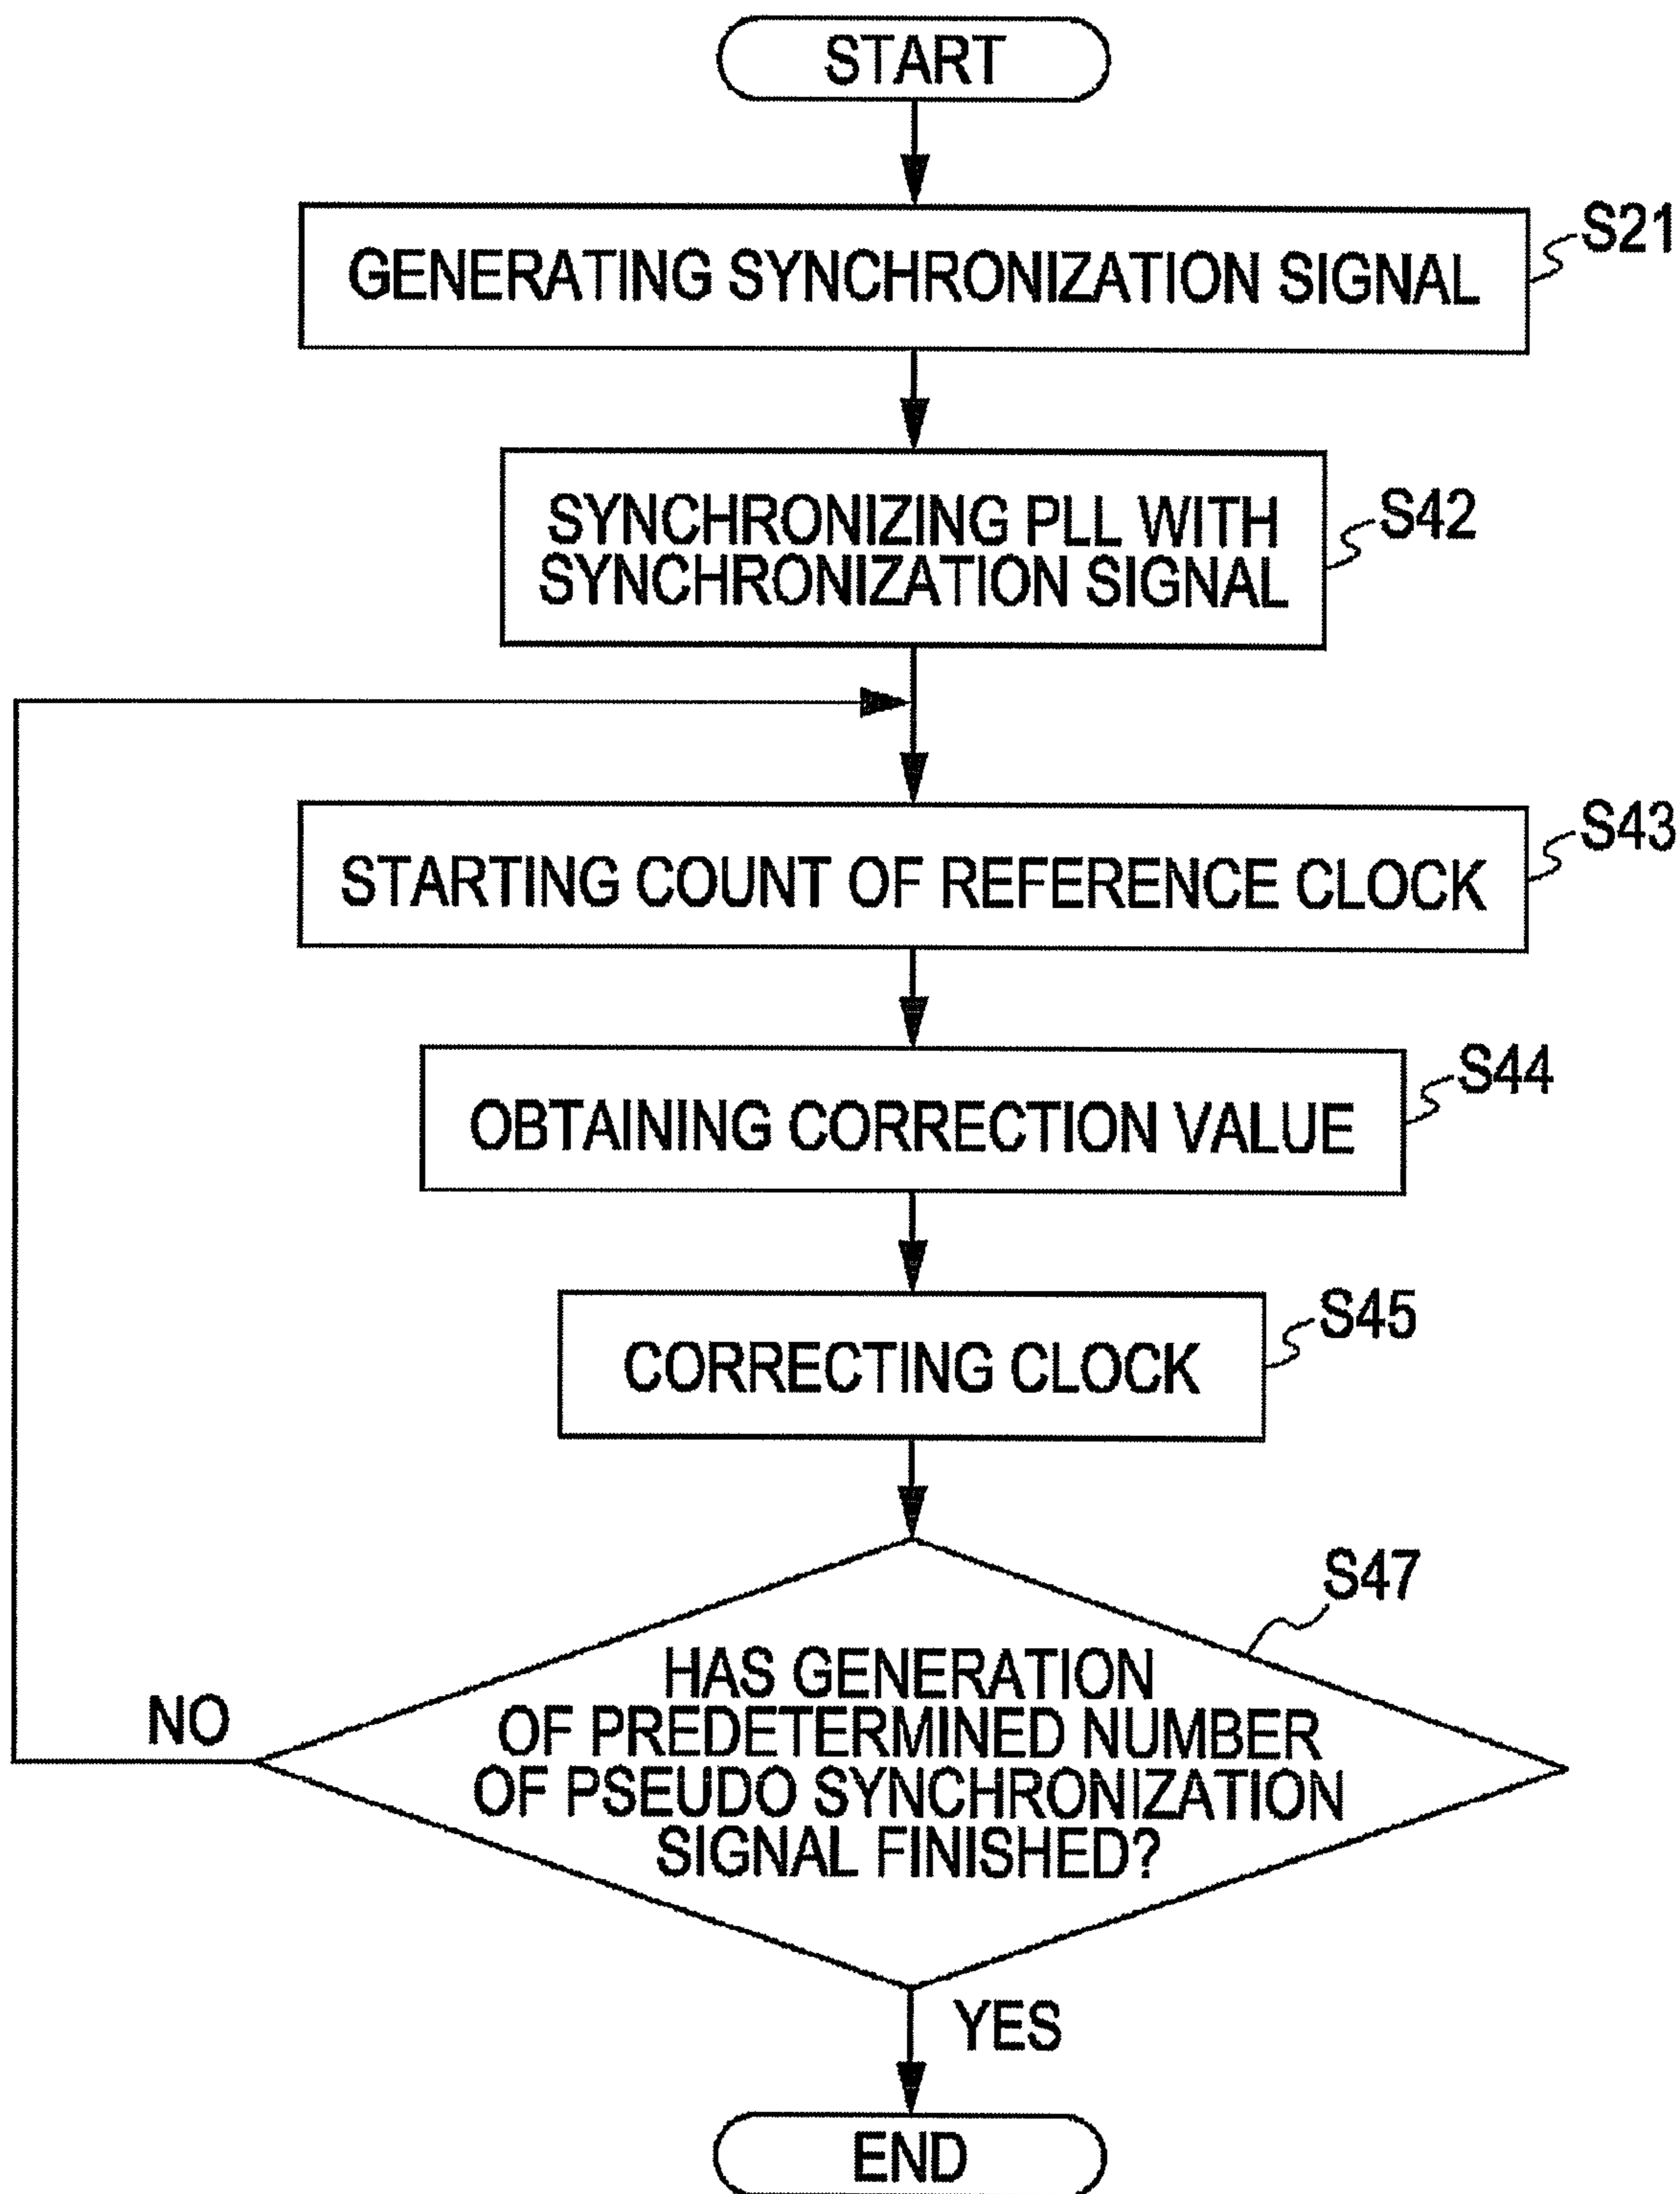 START
GENERATING SYNCHRONIZATION SIGNAL
S21
SYNCHRONIZING PLL WITH
SYNCHRONIZATION SIGNAL
S42
STARTING COUNT OF REFERENCE CLOCK
S43
OBTAINING CORRECTION VALUE
S44
CORRECTING CLOCK
S45
S47
HAS GENERATION
OF PREDETERMINED NUMBER
OF PSEUDO SYNCHRONIZATION
SIGNAL FINISHED?
NO
YES
END